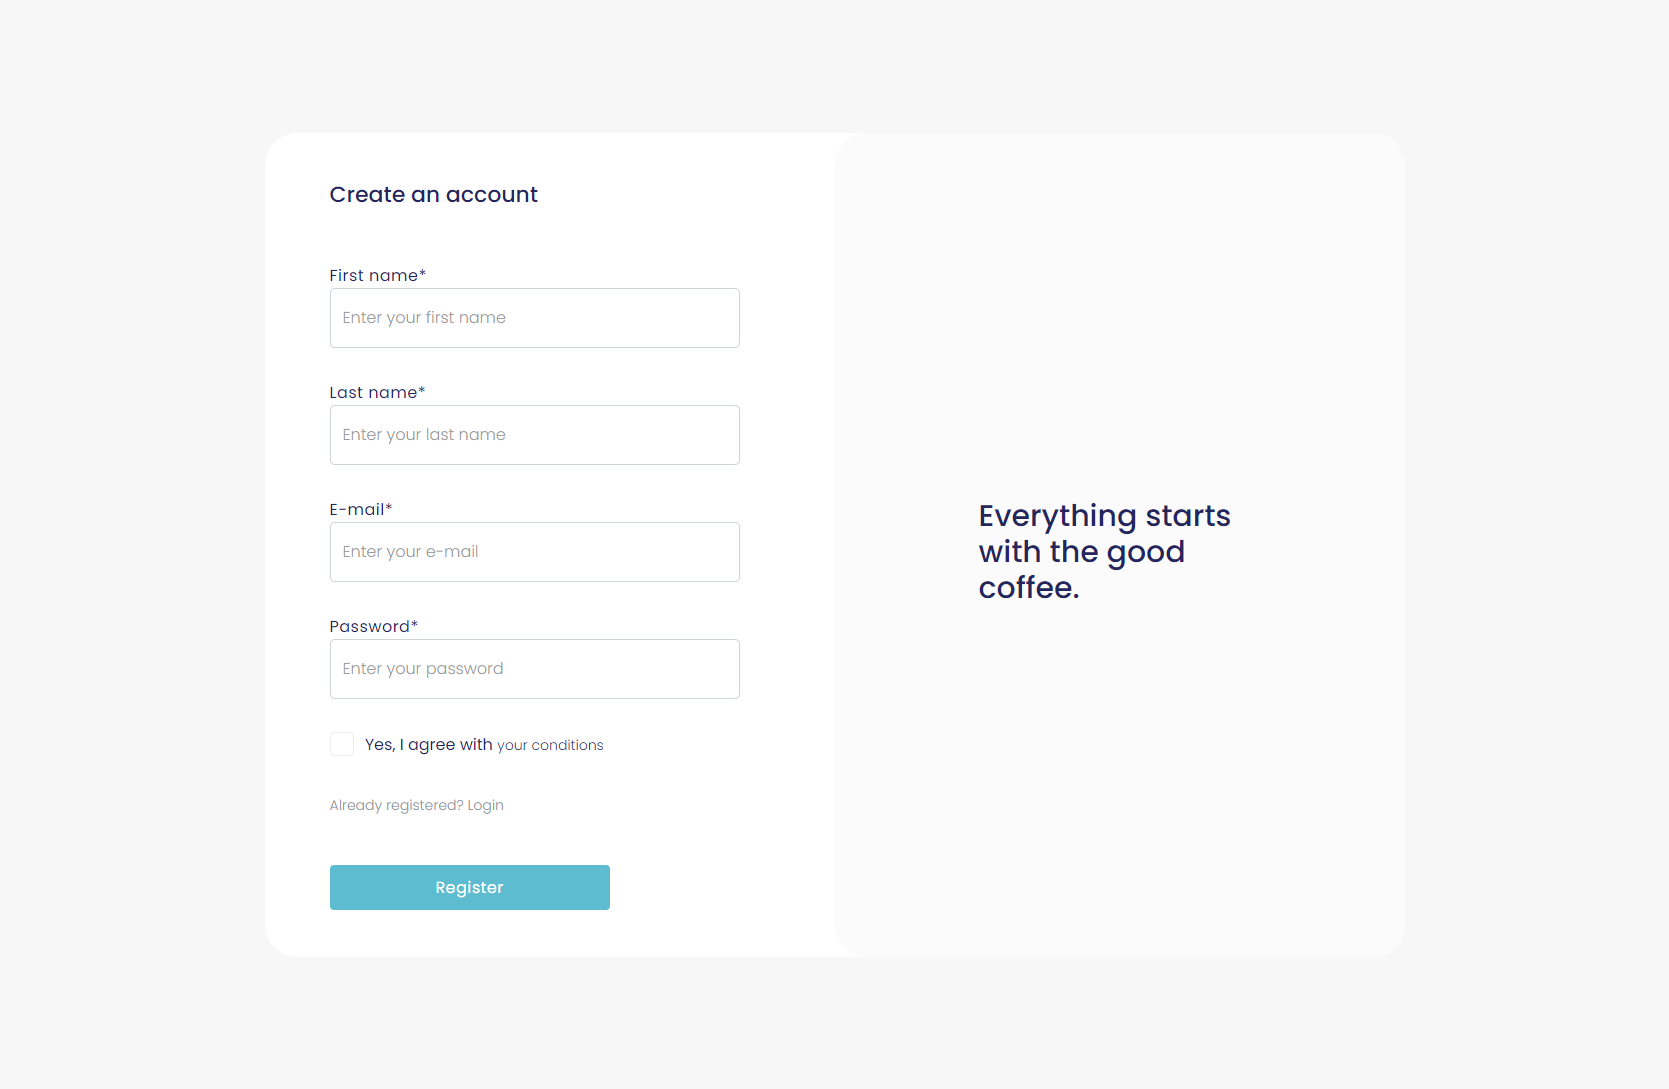 Create an account
First name*
Enter your first name
Last name*
Enter your last name
E-mail*
Enter your e-mail
Password*
Enter your password
Yes, I agree with your conditions
Already registered? Login
Register
Everything starts
with the good
coffee.